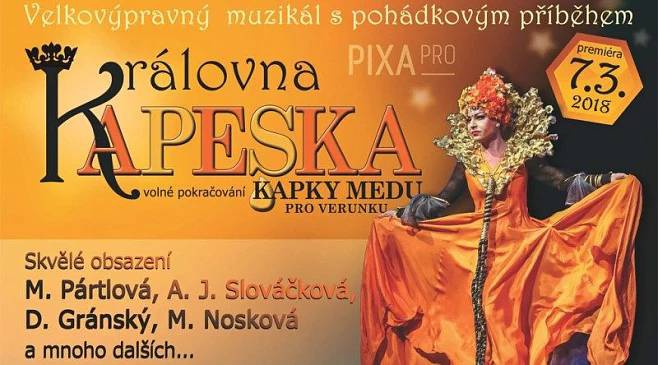 Velkovýpravný muzikál s pohádkovým příběhem
PIXA PRO
premiéra
7.3.
2018
Královna
KAPESKA
volné pokračování KAPKY MEDU
PRO VERUNKU
Skvělé obsazení
M. Pártlová, A. J. Slováčková,
D. Gránský, M. Nosková
a mnoho dalších...